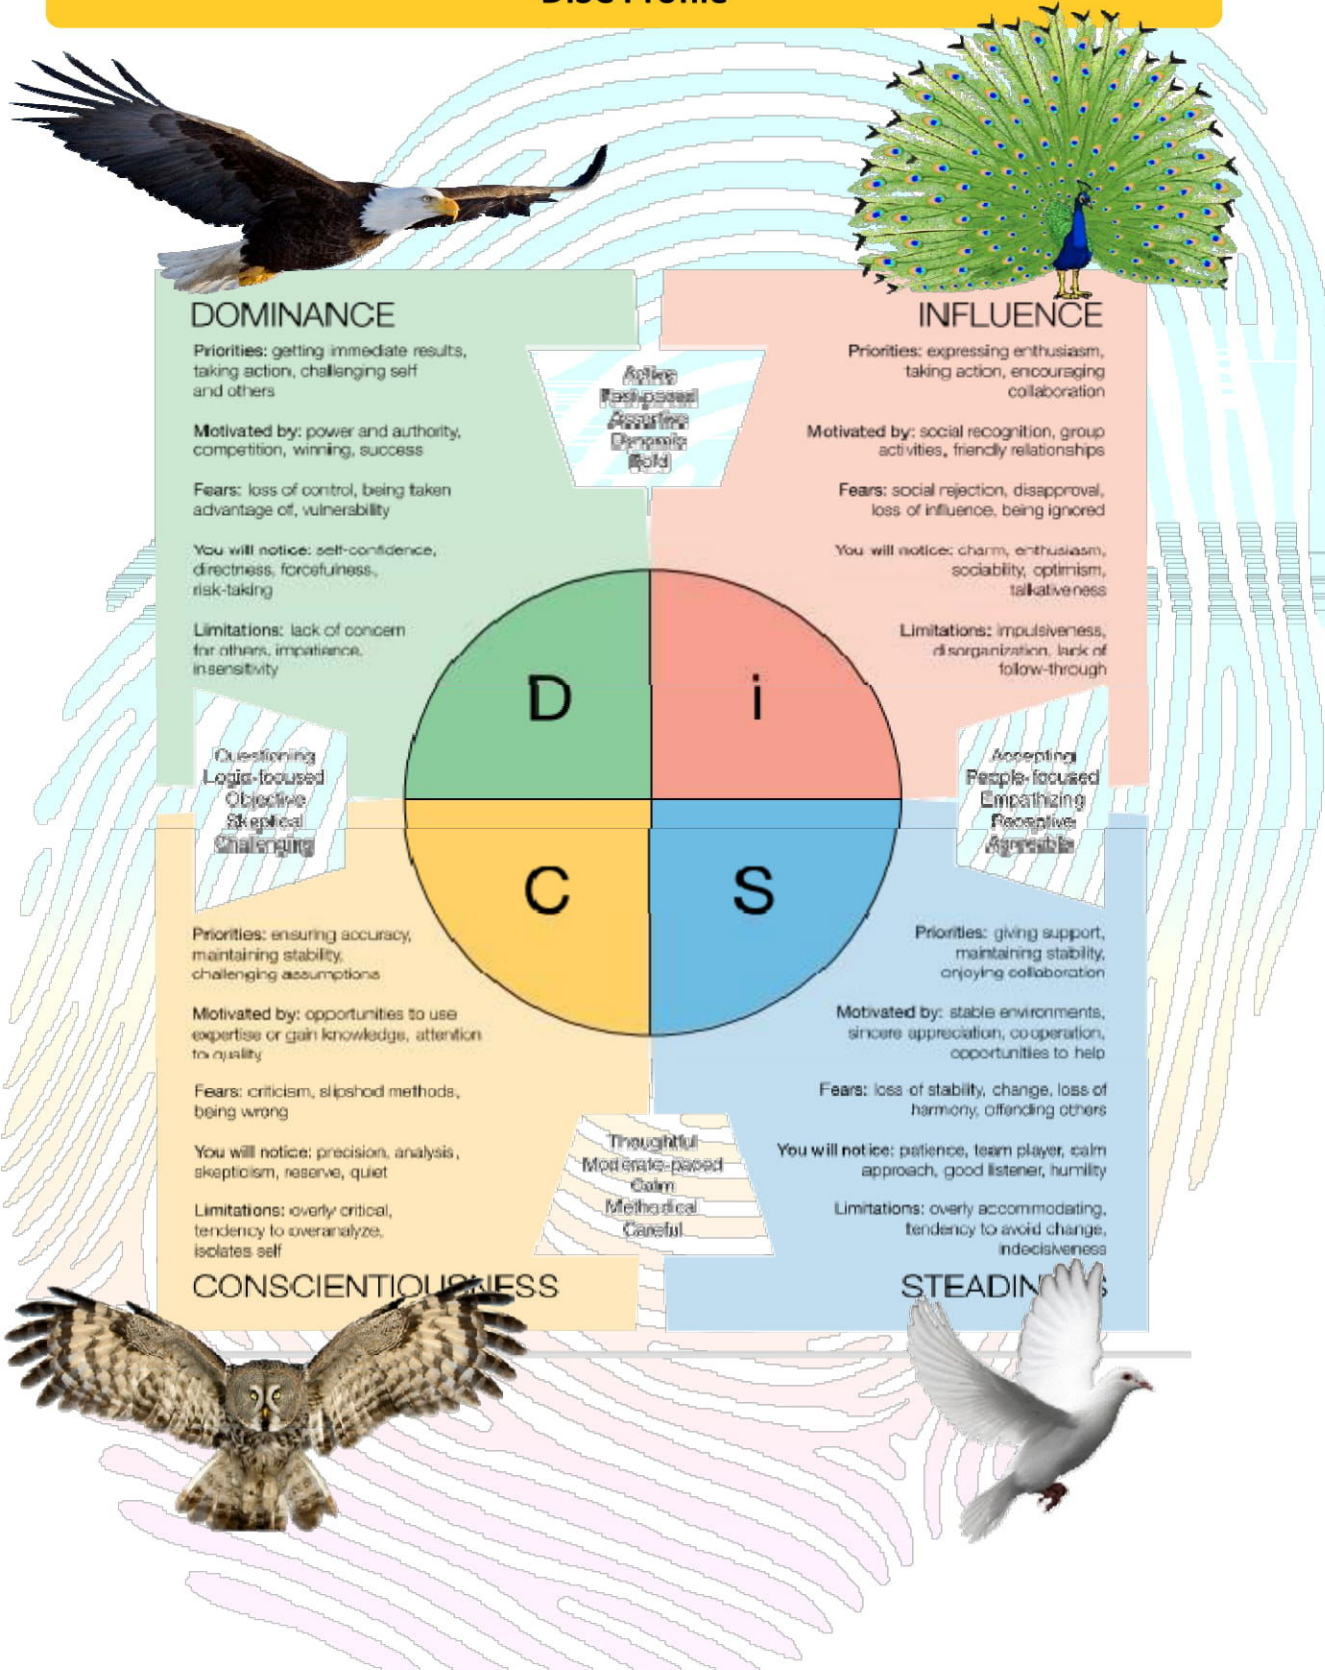 DISC Profile
DOMINANCE
Priorities: getting immediate results,
taking action, challenging self
and others
Motivated by: power and authority,
competition, winning, success
Fears: loss of control, being taken
advantage of, vulnerability
You will notice: self-confidence,
directness, forcefulness,
risk-taking
Limitations: lack of concern
for others, impatience,
insensitivity
Active
Fast-paced
Assertive
Dynamic
Bold
INFLUENCE
Priorities: expressing enthusiasm,
taking action, encouraging
collaboration
Motivated by: social recognition, group
activities, friendly relationships
Fears: social rejection, disapproval,
loss of influence, being ignored
You will notice: charm, enthusiasm,
sociability, optimism,
talkativeness
Limitations: impulsiveness,
disorganization, lack of
follow-through
D
i
Questioning
Logic-focused
Objective
Skeptical
Challenging
Accepting
People-focused
Empathizing
Receptive
Agreeable
C
S
Priorities: ensuring accuracy,
maintaining stability,
challenging assumptions
Motivated by: opportunities to use
expertise or gain knowledge, attention
to quality
Fears: criticism, slipshod methods,
being wrong
You will notice: precision, analysis,
skepticism, reserve, quiet
Limitations: overly critical,
tendency to overanalyze,
isolates self
CONSCIENTIOUSNESS
Thoughtful
Moderate-paced
Calm
Methodical
Careful
Priorities: giving support,
maintaining stability,
enjoying collaboration
Motivated by: stable environments,
sincere appreciation, cooperation,
opportunities to help
Fears: loss of stability, change, loss of
harmony, offending others
You will notice: patience, team player, calm
approach, good listener, humility
Limitations: overly accommodating,
tendency to avoid change,
indecisiveness
STEADINESS